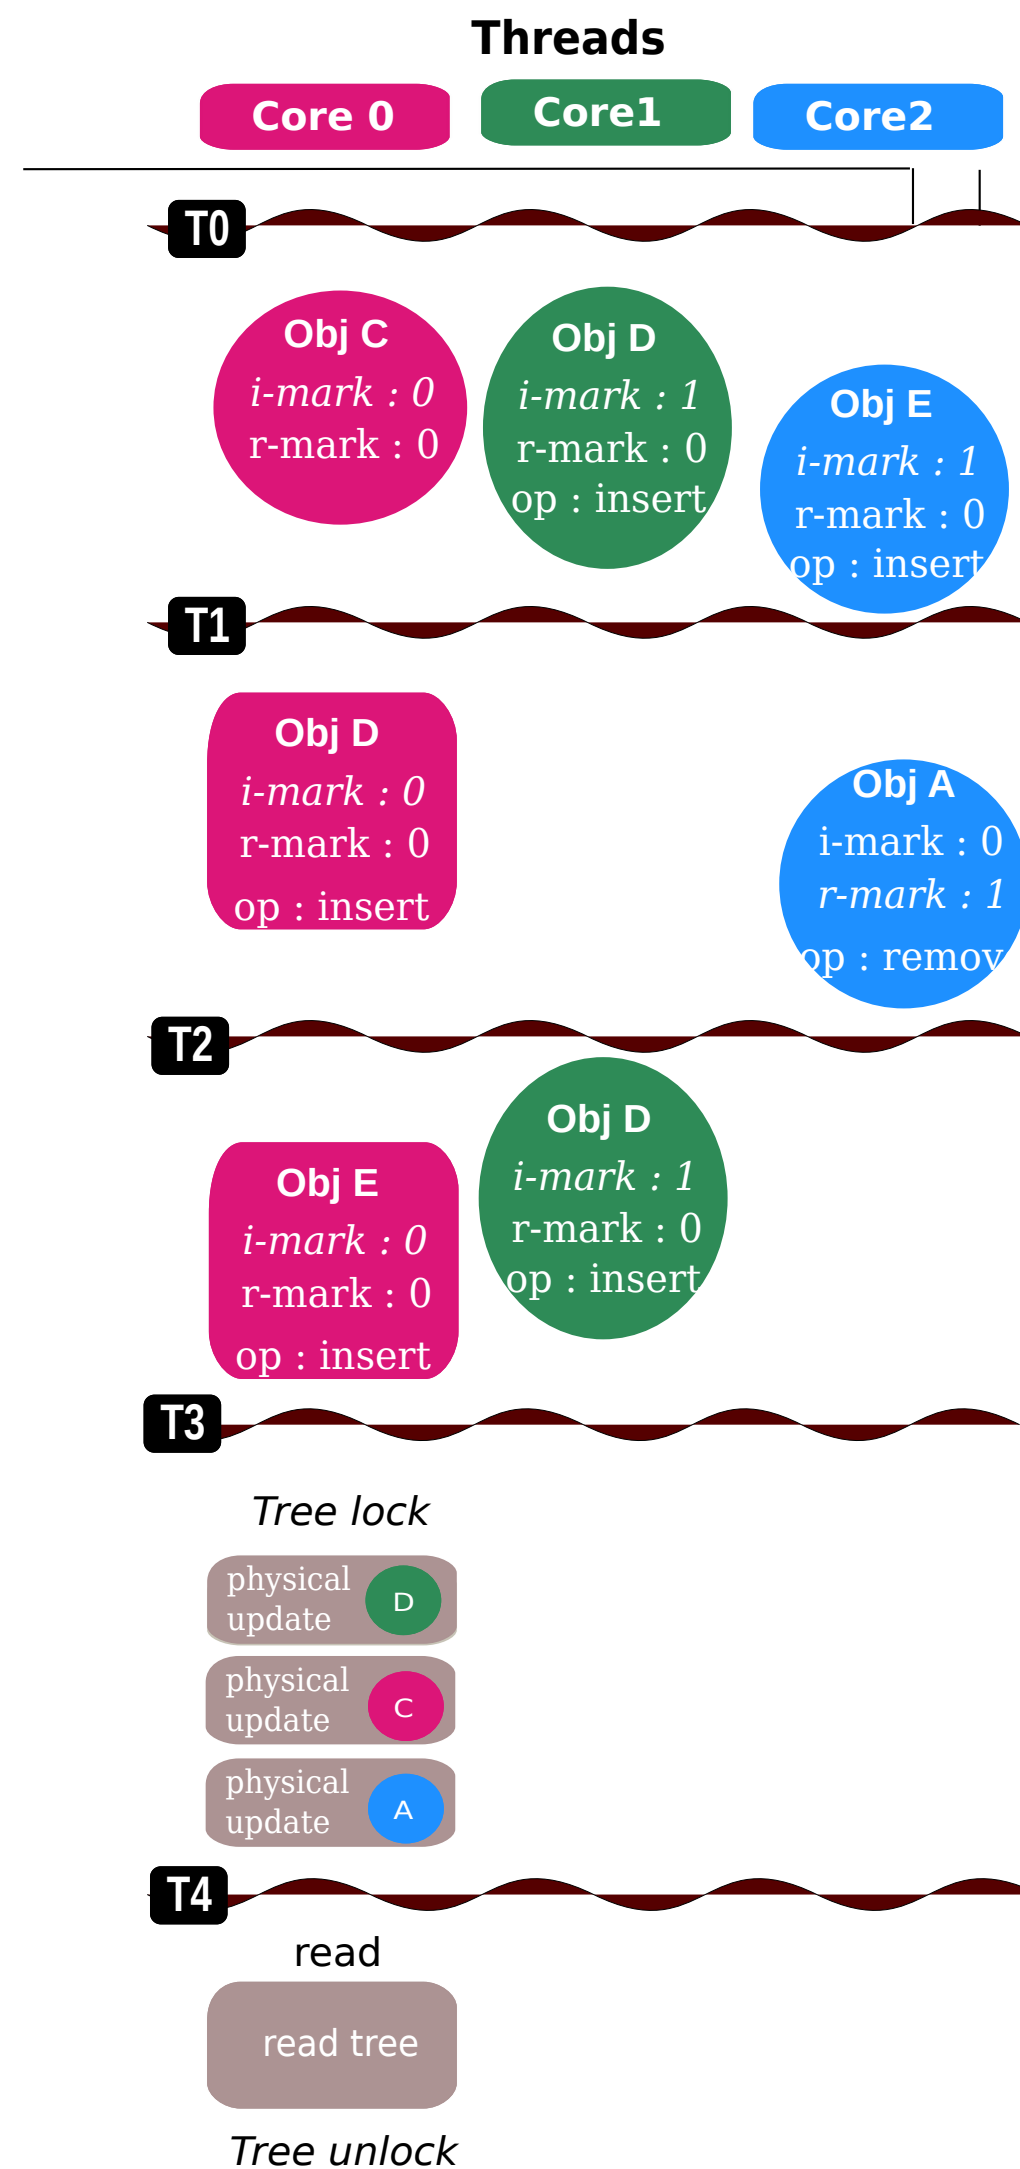 Threads
Core 0
Core1
Core2
T0
Obj C
i-mark : 0
r-mark : 0
Obj D
i-mark : 1
r-mark : 0
op : insert
Obj E
i-mark : 1
r-mark : 0
op : insert
T1
Obj D
i-mark : 0
r-mark : 0
op : insert
Obj A
i-mark : 0
r-mark : 1
op : remov
T2
Obj E
i-mark : 0
r-mark : 0
op : insert
Obj D
i-mark : 1
r-mark : 0
op : insert
T3
Tree lock
physical
update
D
physical
update
C
physical
update
A
T4
read
read tree
Tree unlock